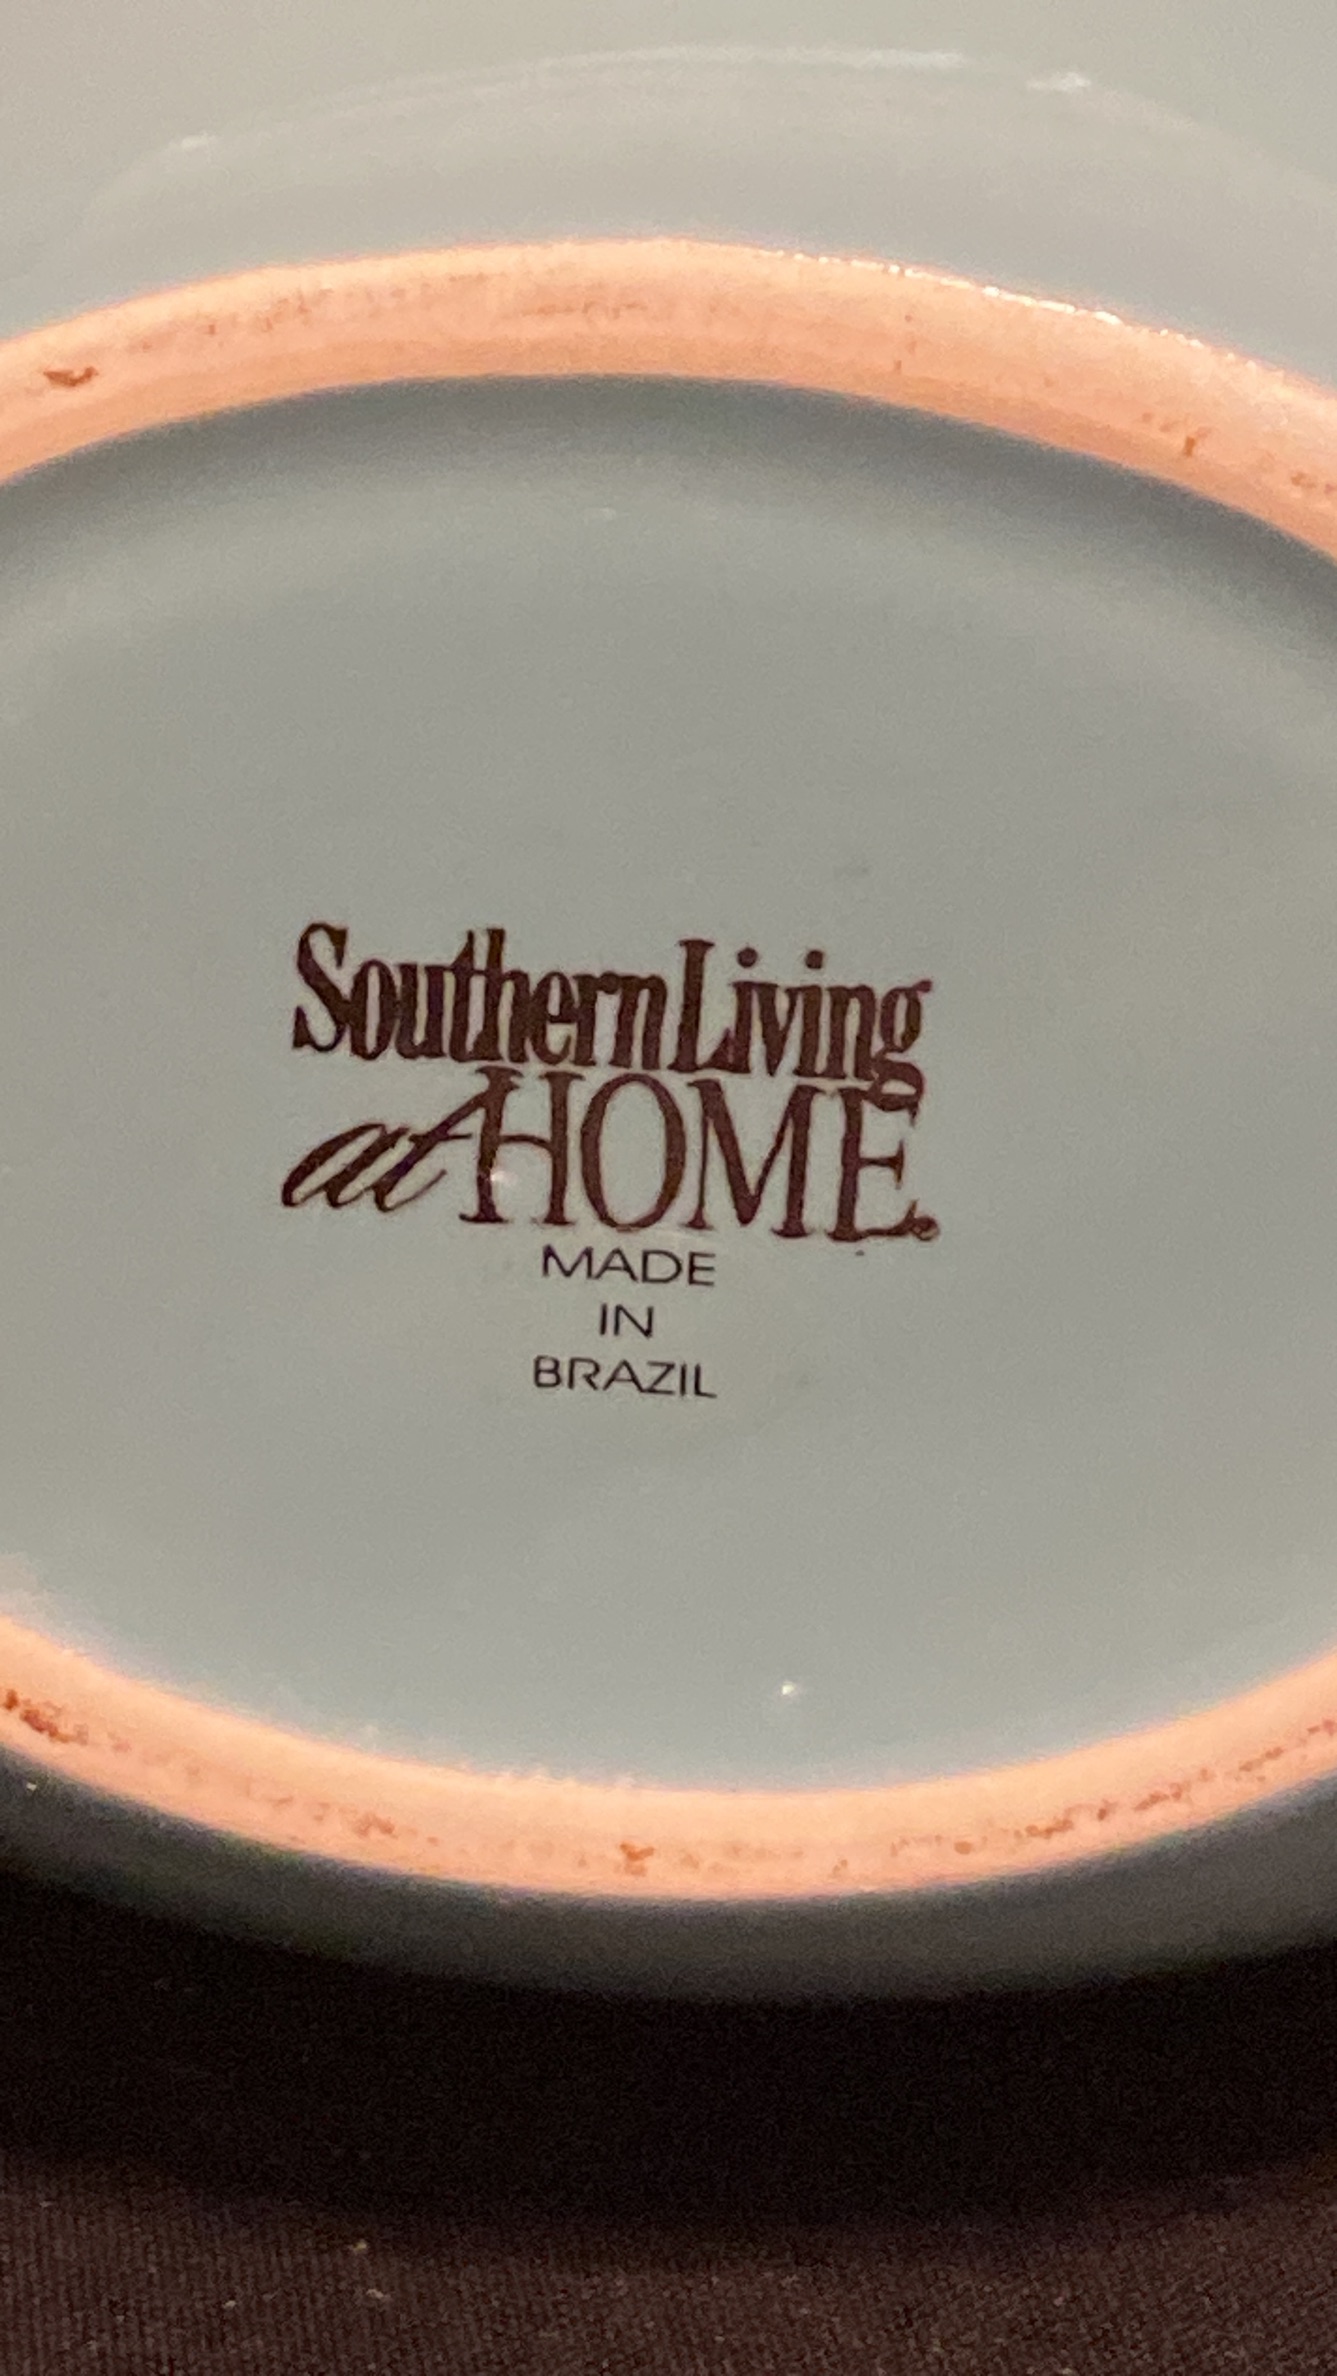 Southern Living
at HOME.
MADE
IN
BRAZIL